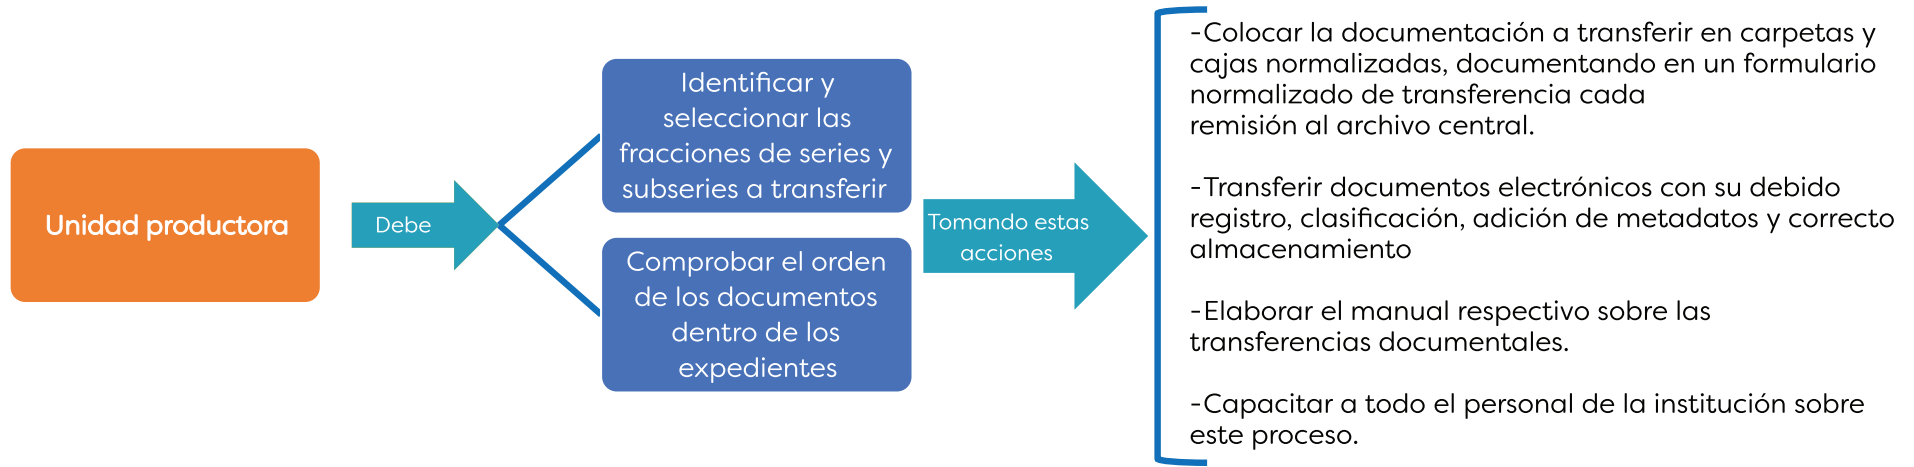 Unidad productora
Debe
Identificar y
seleccionar las
fracciones de series y
subseries a transferir
Comprobar el orden
de los documentos
dentro de los
expedientes
Tomando estas
acciones
-Colocar la documentación a transferir en carpetas y
cajas normalizadas, documentando en un formulario
normalizado de transferencia cada
remisión al archivo central.
-Transferir documentos electrónicos con su debido
registro, clasificación, adición de metadatos y correcto
almacenamiento
-Elaborar el manual respectivo sobre las
transferencias documentales.
-Capacitar a todo el personal de la institución sobre
este proceso.